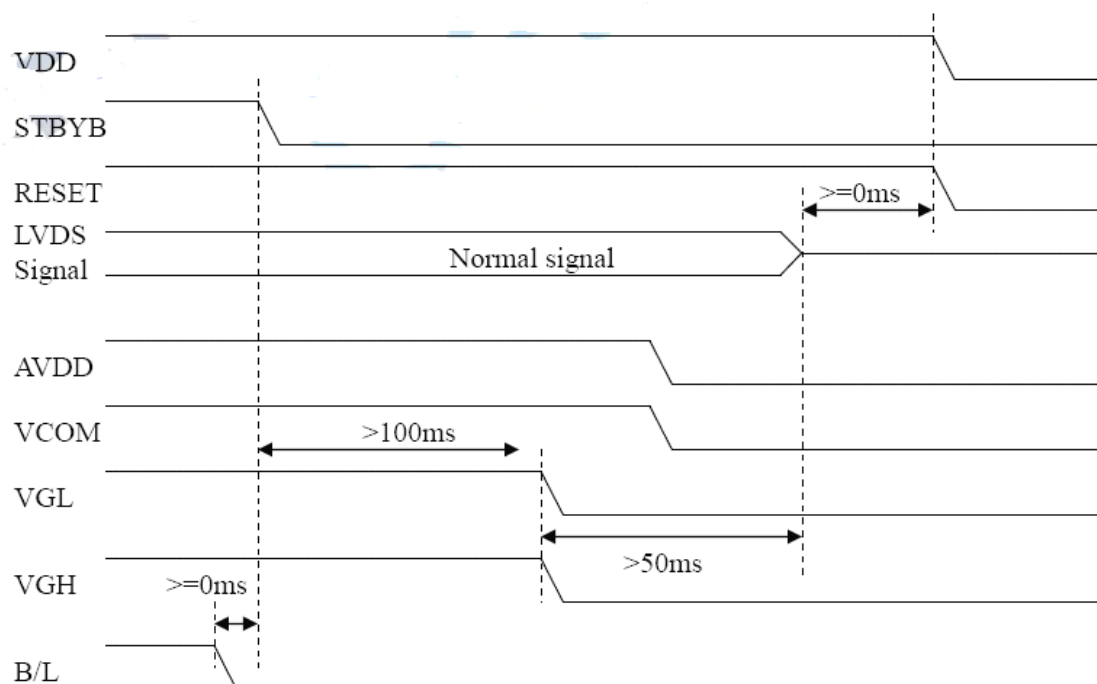 VDD
STBYB
RESET
>=0ms
LVDS
Signal
Normal signal
AVDD
VCOM
>100ms
VGL
>50ms
VGH
>=0ms
B/L